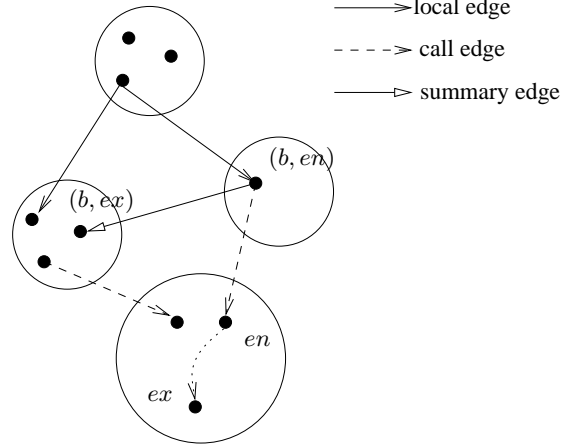 local edge
call edge
summary edge
(b, en)
(b, ex)
en
ex